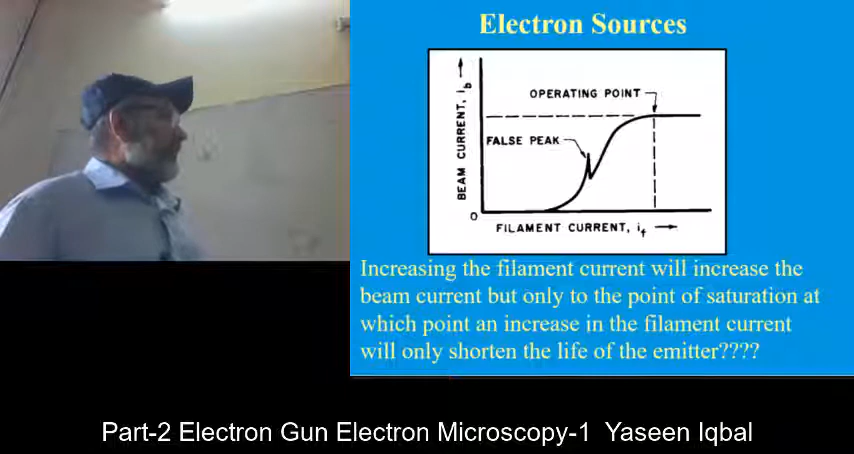 Electron Sources
BEAM CURRENT, ib
OPERATING POINT
FALSE PEAK
0
FILAMENT CURRENT, if
Increasing the filament current will increase the
beam current but only to the point of saturation at
which point an increase in the filament current
will only shorten the life of the emitter????
Part-2 Electron Gun Electron Microscopy-1 Yaseen Iqbal